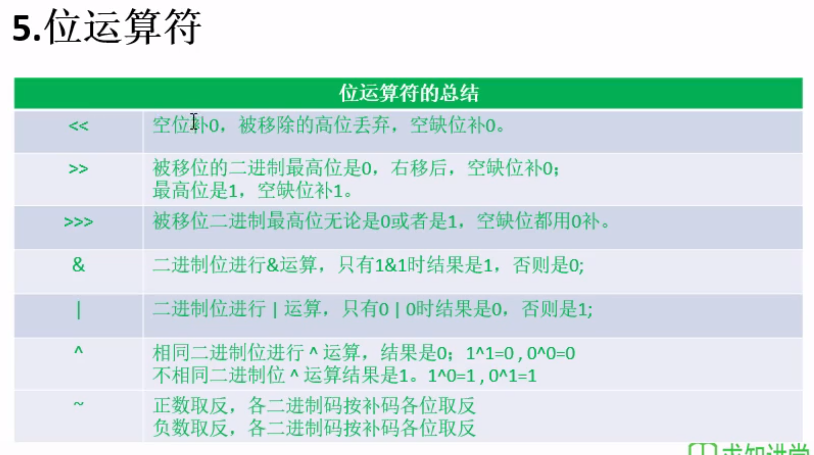 5.位运算符
位运算符的总结
<< 空位补0，被移除的高位丢弃，空缺位补0。
>> 被移位的二进制最高位是0，右移后，空缺位补0；
最高位是1，空缺位补1。
>>> 被移位二进制最高位无论是0或者是1，空缺位都用0补。
& 二进制位进行&运算，只有1&1时结果是1，否则是0;
| 二进制位进行 | 运算，只有0 | 0时结果是0，否则是1;
^ 相同二进制位进行 ^ 运算，结果是0；1^1=0 , 0^0=0
不相同二进制位 ^ 运算结果是1。1^0=1 , 0^1=1
~ 正数取反，各二进制码按补码各位取反
负数取反，各二进制码按补码各位取反